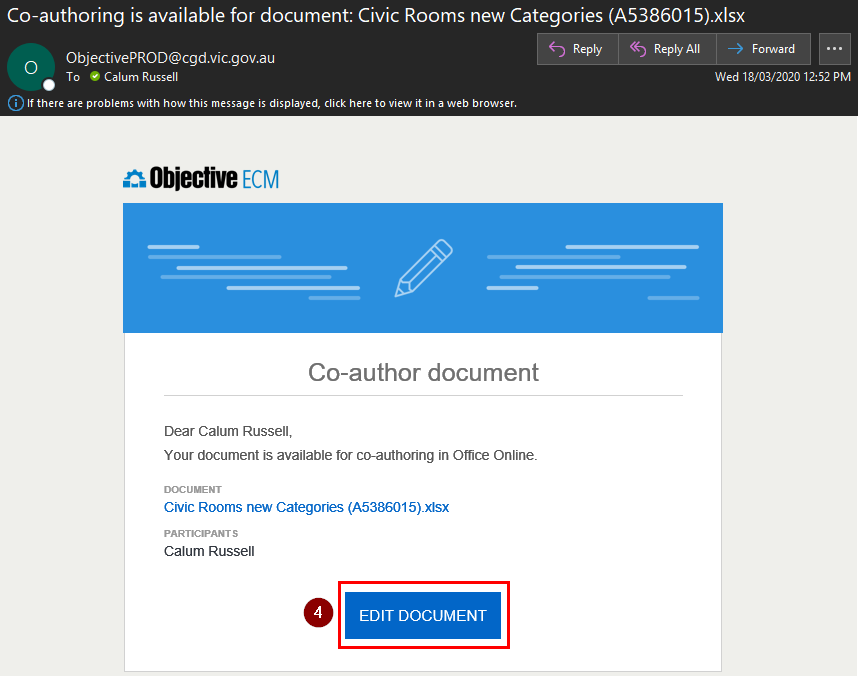 Co-authoring is available for document: Civic Rooms new Categories (A5386015).xlsx
O
ObjectivePROD@cgd.vic.gov.au
To Calum Russell
Reply
Reply All
Forward
Wed 18/03/2020 12:52 PM
If there are problems with how this message is displayed, click here to view it in a web browser.
Objective ECM
Co-author document
Dear Calum Russell,
Your document is available for co-authoring in Office Online.
DOCUMENT
Civic Rooms new Categories (A5386015).xlsx
PARTICIPANTS
Calum Russell
4
EDIT DOCUMENT